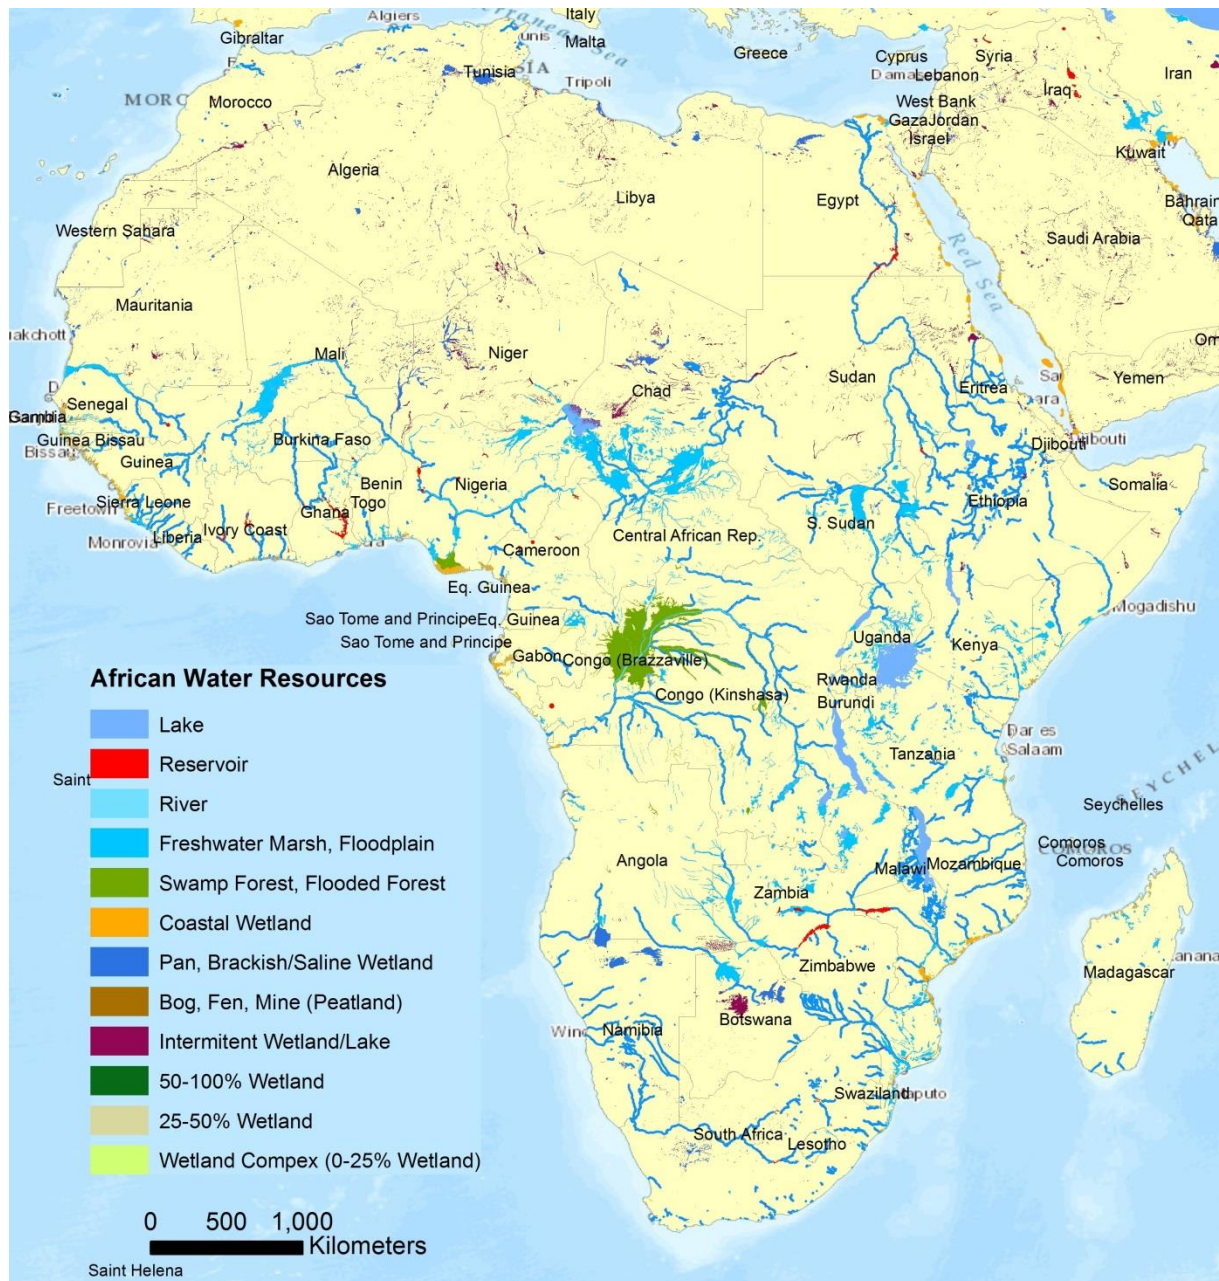 Algiers
Italy
Gibraltar
Malta
Greece
Cyprus
Syria
Lebanon
Iran
Tunisia
Tripoli
Iraq
Morocco
West Bank
Gaza
Jordan
Israel
Kuwait
Algeria
Libya
Egypt
Bahrain
Western Sahara
Red Sea
Saudi Arabia
Mauritania
Mali
Niger
Chad
Sudan
Eritrea
Yemen
Senegal
Gambia
Guinea Bissau
Burkina Faso
Djibouti
Guinea
Benin
Nigeria
Somalia
Sierra Leone
Ghana
Togo
Ethiopia
Freetown
Ivory Coast
S. Sudan
Liberia
Monrovia
Central African Rep.
Cameroon
Eq. Guinea
Mogadishu
Sao Tome and Principe
Eq. Guinea
Uganda
Kenya
Sao Tome and Principe
Gabon
Congo (Brazzaville)
Rwanda
Congo (Kinshasa)
Burundi
Dar es
Salaam
Tanzania
Saint
Seychelles
Comoros
COMOROS
Comoros
Angola
Malawi
Mozambique
Zambia
Zimbabwe
Madagascar
Namibia
Botswana
Swaziland
South Africa
Lesotho
African Water Resources
Lake
Reservoir
River
Freshwater Marsh, Floodplain
Swamp Forest, Flooded Forest
Coastal Wetland
Pan, Brackish/Saline Wetland
Bog, Fen, Mine (Peatland)
Intermitent Wetland/Lake
50-100% Wetland
25-50% Wetland
Wetland Compex (0-25% Wetland)
0 500 1,000
Kilometers
Saint Helena